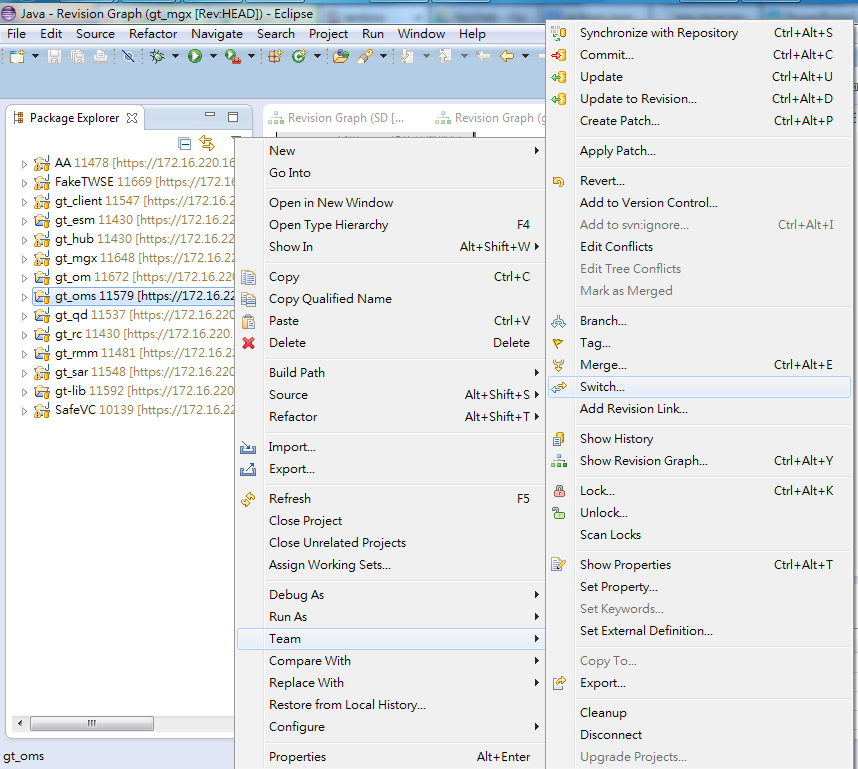 Java - Revision Graph (gt_mgx [Rev:HEAD]) - Eclipse
File Edit Source Refactor Navigate Search Project Run Window Help
Package Explorer
Revision Graph (SD [...
Revision Graph (g
AA 11478 [https://172.16.220.16
FakeTWSE 11669 [https://172.16
gt_client 11547 [https://172.16.2
gt_esm 11430 [https://172.16.22
gt_hub 11430 [https://172.16.22
gt_mgx 11648 [https://172.16.22
gt_om 11672 [https://172.16.220
gt_oms 11579 [https://172.16.22
gt_qd 11537 [https://172.16.220
gt_rc 11430 [https://172.16.220.
gt_rmm 11481 [https://172.16.2
gt_sar 11548 [https://172.16.220
gt-lib 11592 [https://172.16.220
SafeVC 10139 [https://172.16.22
gt_oms
New
Go Into
Open in New Window
Open Type Hierarchy F4
Show In Alt+Shift+W
Copy Ctrl+C
Copy Qualified Name
Paste Ctrl+V
Delete Delete
Build Path
Source Alt+Shift+S
Refactor Alt+Shift+T
Import...
Export...
Refresh F5
Close Project
Close Unrelated Projects
Assign Working Sets...
Debug As
Run As
Team
Compare With
Replace With
Restore from Local History...
Configure
Properties Alt+Enter
Synchronize with Repository Ctrl+Alt+S
Commit... Ctrl+Alt+C
Update Ctrl+Alt+U
Update to Revision... Ctrl+Alt+D
Create Patch... Ctrl+Alt+P
Apply Patch...
Revert...
Add to Version Control...
Add to svn:ignore... Ctrl+Alt+I
Edit Conflicts
Edit Tree Conflicts
Mark as Merged
Branch...
Tag...
Merge... Ctrl+Alt+E
Switch...
Add Revision Link...
Show History
Show Revision Graph... Ctrl+Alt+Y
Lock... Ctrl+Alt+K
Unlock...
Scan Locks
Show Properties Ctrl+Alt+T
Set Property...
Set Keywords...
Set External Definition...
Copy To...
Export...
Cleanup
Disconnect
Upgrade Projects...